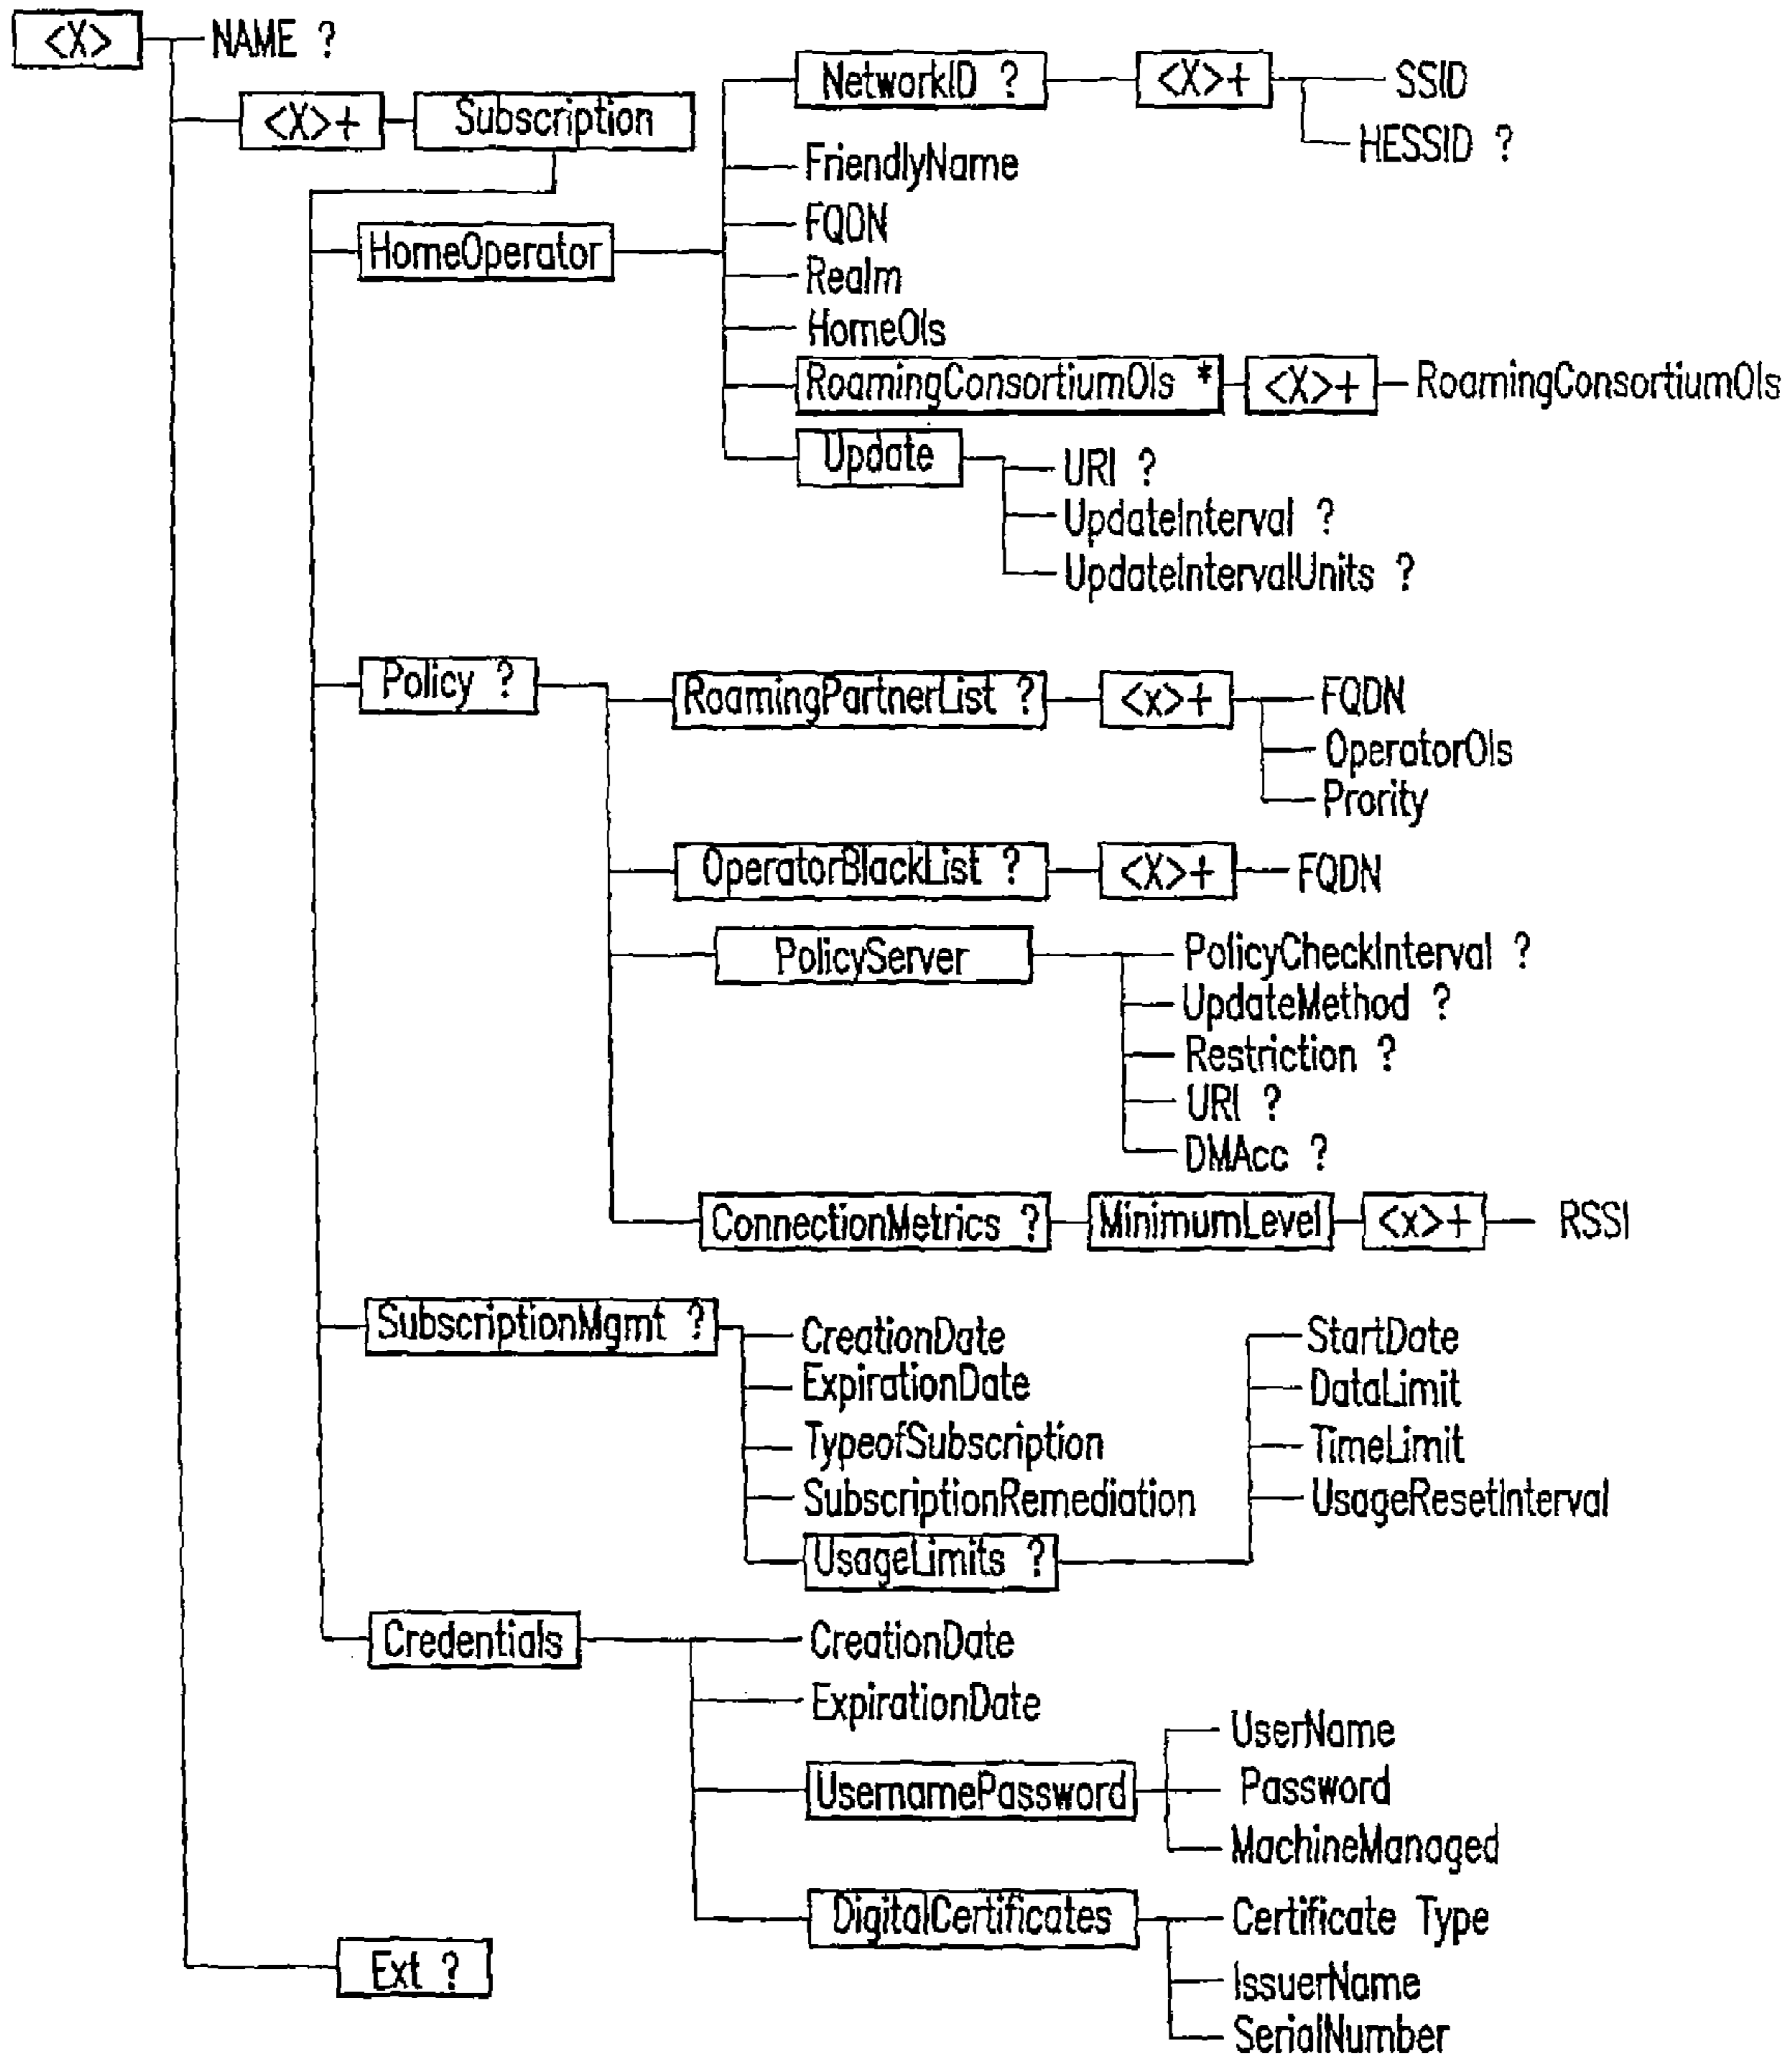 <X> NAME ?
<X>+ Subscription
HomeOperator
NetworkID ? <X>+ SSID
HESSID ?
FriendlyName
FQDN
Realm
HomeOIs
RoamingConsortiumOIs * <X>+ RoamingConsortiumOIs
Update
URI ?
UpdateInterval ?
UpdateIntervalUnits ?
Policy ?
RoamingPartnerList ? <x>+ FQDN
OperatorOIs
Prority
OperatorBlackList ? <X>+ FQDN
PolicyServer
PolicyCheckInterval ?
UpdateMethod ?
Restriction ?
URI ?
DMAcc ?
ConnectionMetrics ? MinimumLevel <x>+ RSSI
SubscriptionMgmt ?
CreationDate
ExpirationDate
TypeofSubscription
SubscriptionRemediation
UsageLimits ?
StartDate
DataLimit
TimeLimit
UsageResetInterval
Credentials
CreationDate
ExpirationDate
UsernamePassword
UserName
Password
MachineManaged
DigitalCertificates
Certificate Type
IssuerName
SerialNumber
Ext ?